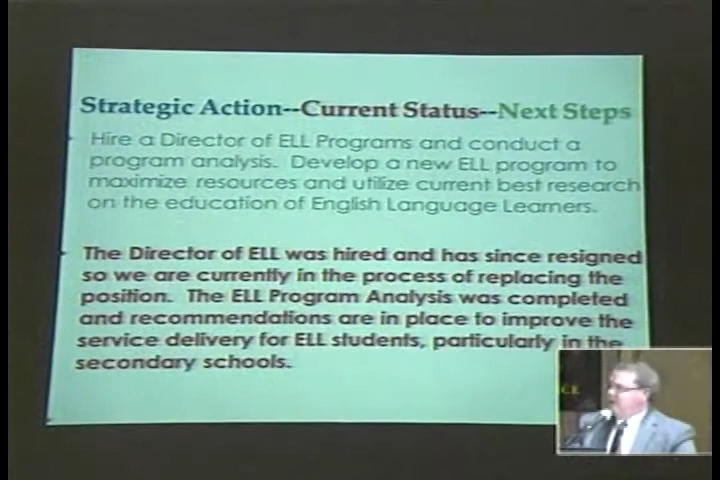 Strategic Action--Current Status--Next Steps
Hire a Director of ELL Programs and conduct a
program analysis. Develop a new ELL program to
maximize resources and utilize current best research
on the education of English Language Learners.
The Director of ELL was hired and has since resigned
so we are currently in the process of replacing the
position. The ELL Program Analysis was completed
and recommendations are in place to improve the
service delivery for ELL students, particularly in the
secondary schools.